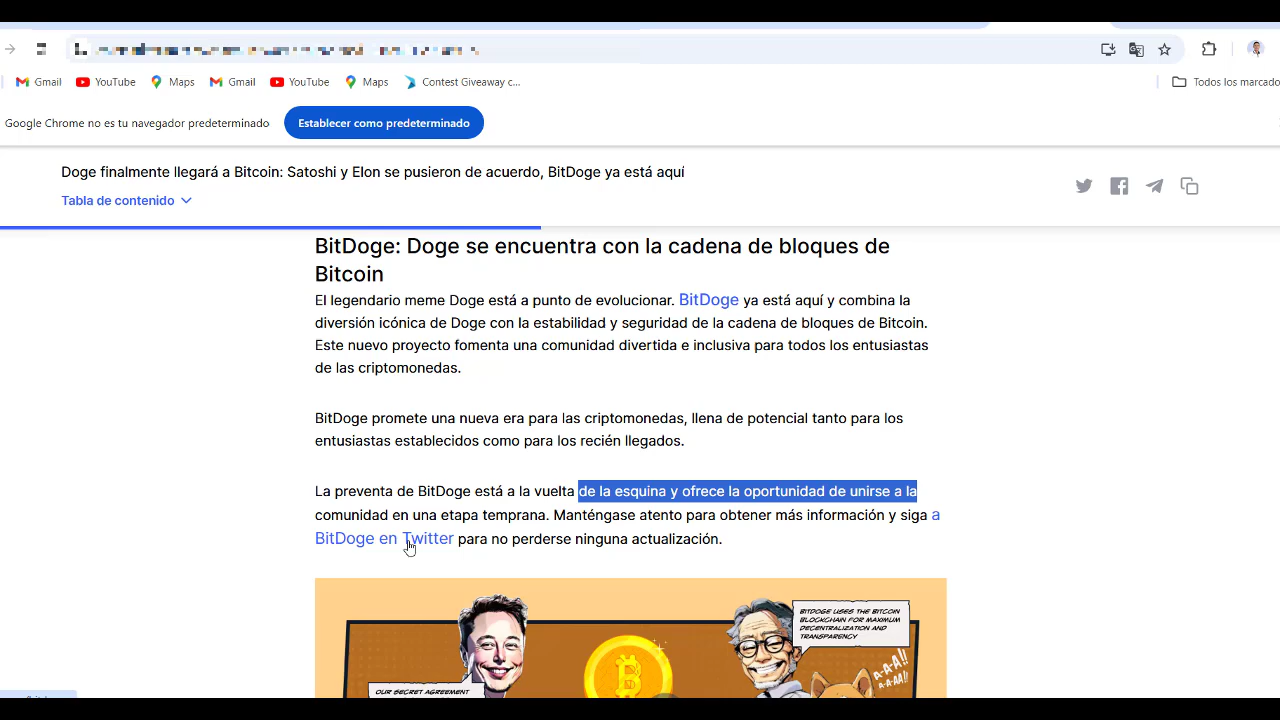 Gmail YouTube Maps Gmail YouTube Maps Contest Giveaway c... Todos los marcado
Google Chrome no es tu navegador predeterminado Establecer como predeterminado
Doge finalmente llegará a Bitcoin: Satoshi y Elon se pusieron de acuerdo, BitDoge ya está aquí
Tabla de contenido
BitDoge: Doge se encuentra con la cadena de bloques de
Bitcoin
El legendario meme Doge está a punto de evolucionar. BitDoge ya está aquí y combina la
diversión icónica de Doge con la estabilidad y seguridad de la cadena de bloques de Bitcoin.
Este nuevo proyecto fomenta una comunidad divertida e inclusiva para todos los entusiastas
de las criptomonedas.
BitDoge promete una nueva era para las criptomonedas, llena de potencial tanto para los
entusiastas establecidos como para los recién llegados.
La preventa de BitDoge está a la vuelta de la esquina y ofrece la oportunidad de unirse a la
comunidad en una etapa temprana. Manténgase atento para obtener más información y siga a
BitDoge en Twitter para no perderse ninguna actualización.
BITDOGE USES THE BITCOIN
BLOCKCHAIN FOR MAXIMUM
DECENTRALIZATION AND
TRANSPARENCY
A-A-A!!
A-A-AA!!
OUR SECRET AGREEMENT